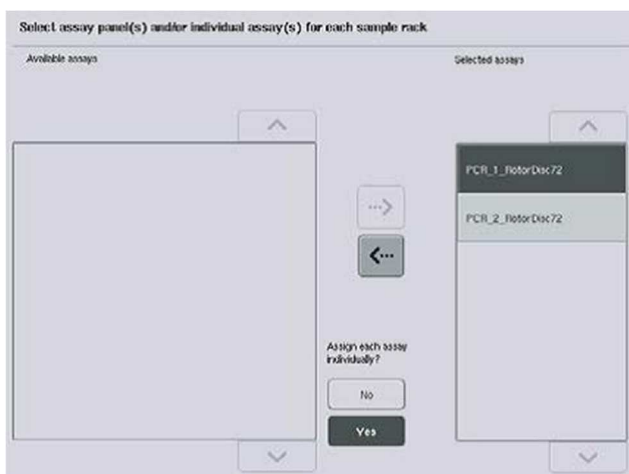 Select assay panel(s) and/or individual assay(s) for each sample rack
Available assays
Selected assays
PCR_1_RotorDisc72
PCR_2_RotorDisc72
Assign each assay
individually?
No
Yes